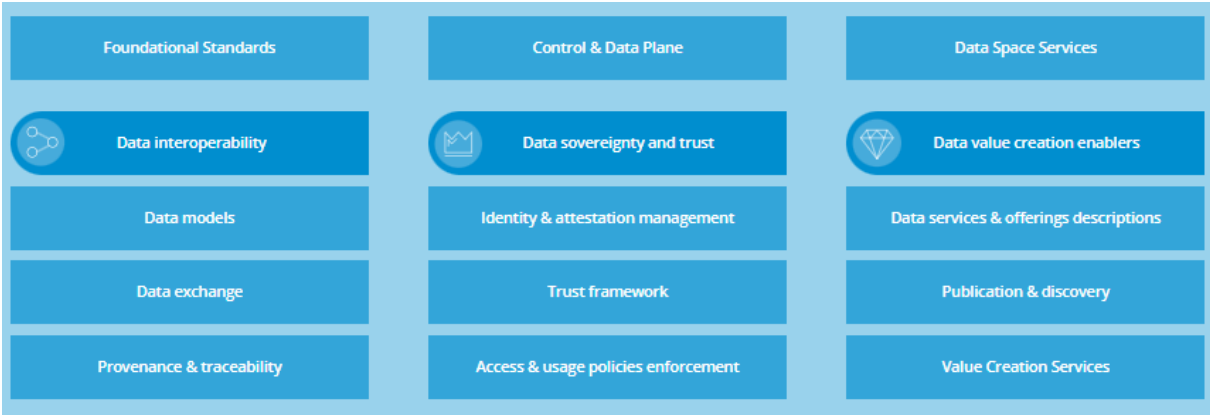 Foundational Standards
Control & Data Plane
Data Space Services
Data interoperability
Data sovereignty and trust
Data value creation enablers
Data models
Identity & attestation management
Data services & offerings descriptions
Data exchange
Trust framework
Publication & discovery
Provenance & traceability
Access & usage policies enforcement
Value Creation Services